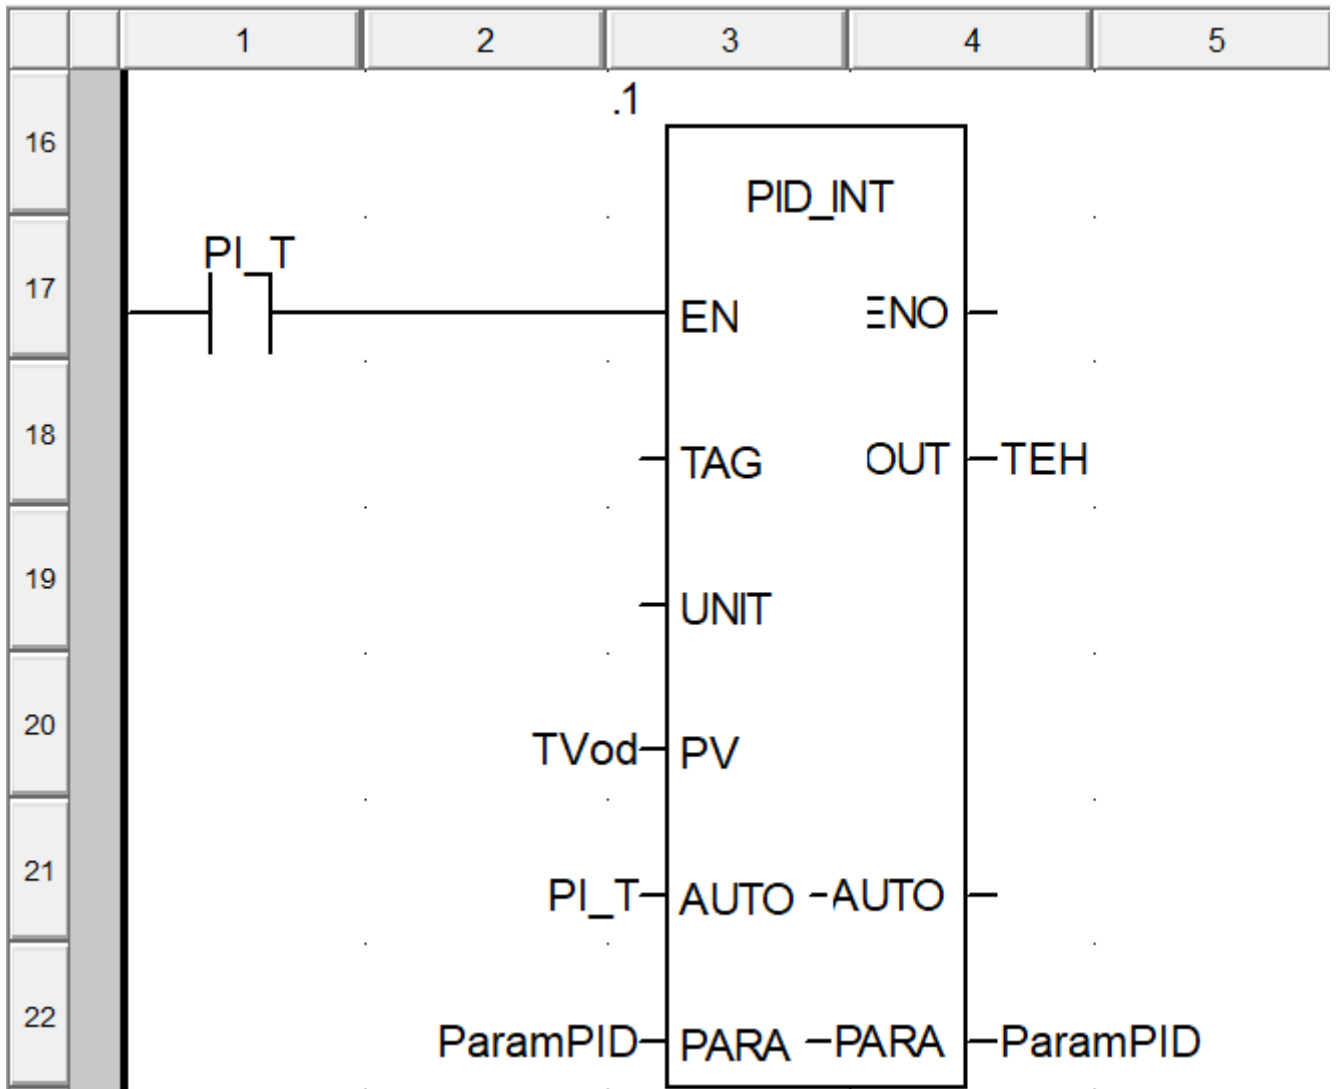 1 2 3 4 5
.1
16
PID_INT
PI_T
17
EN ENO
18
TAG OUT TEH
19
UNIT
20
TVod PV
21
PI_T AUTO AUTO
22
ParamPID PARA PARA ParamPID